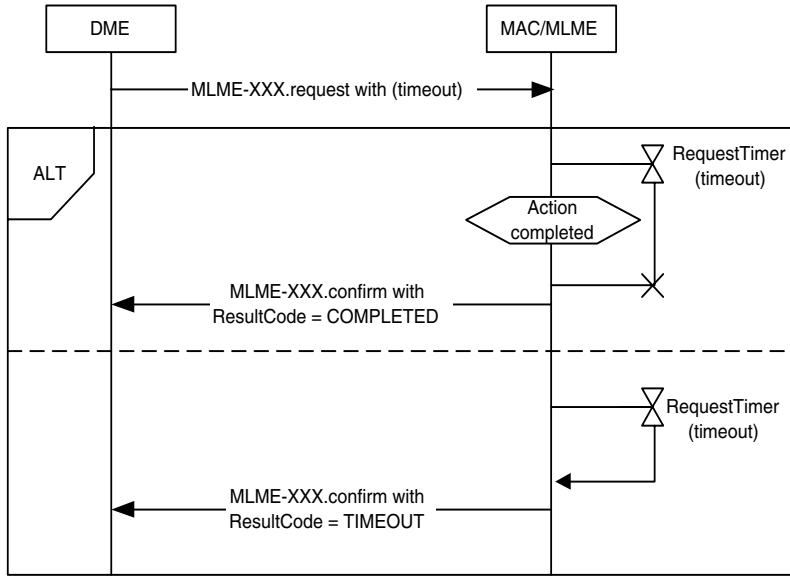 DME
MAC/MLME
MLME-XXX.request with (timeout)
ALT
RequestTimer
(timeout)
Action
completed
MLME-XXX.confirm with
ResultCode = COMPLETED
RequestTimer
(timeout)
MLME-XXX.confirm with
ResultCode = TIMEOUT